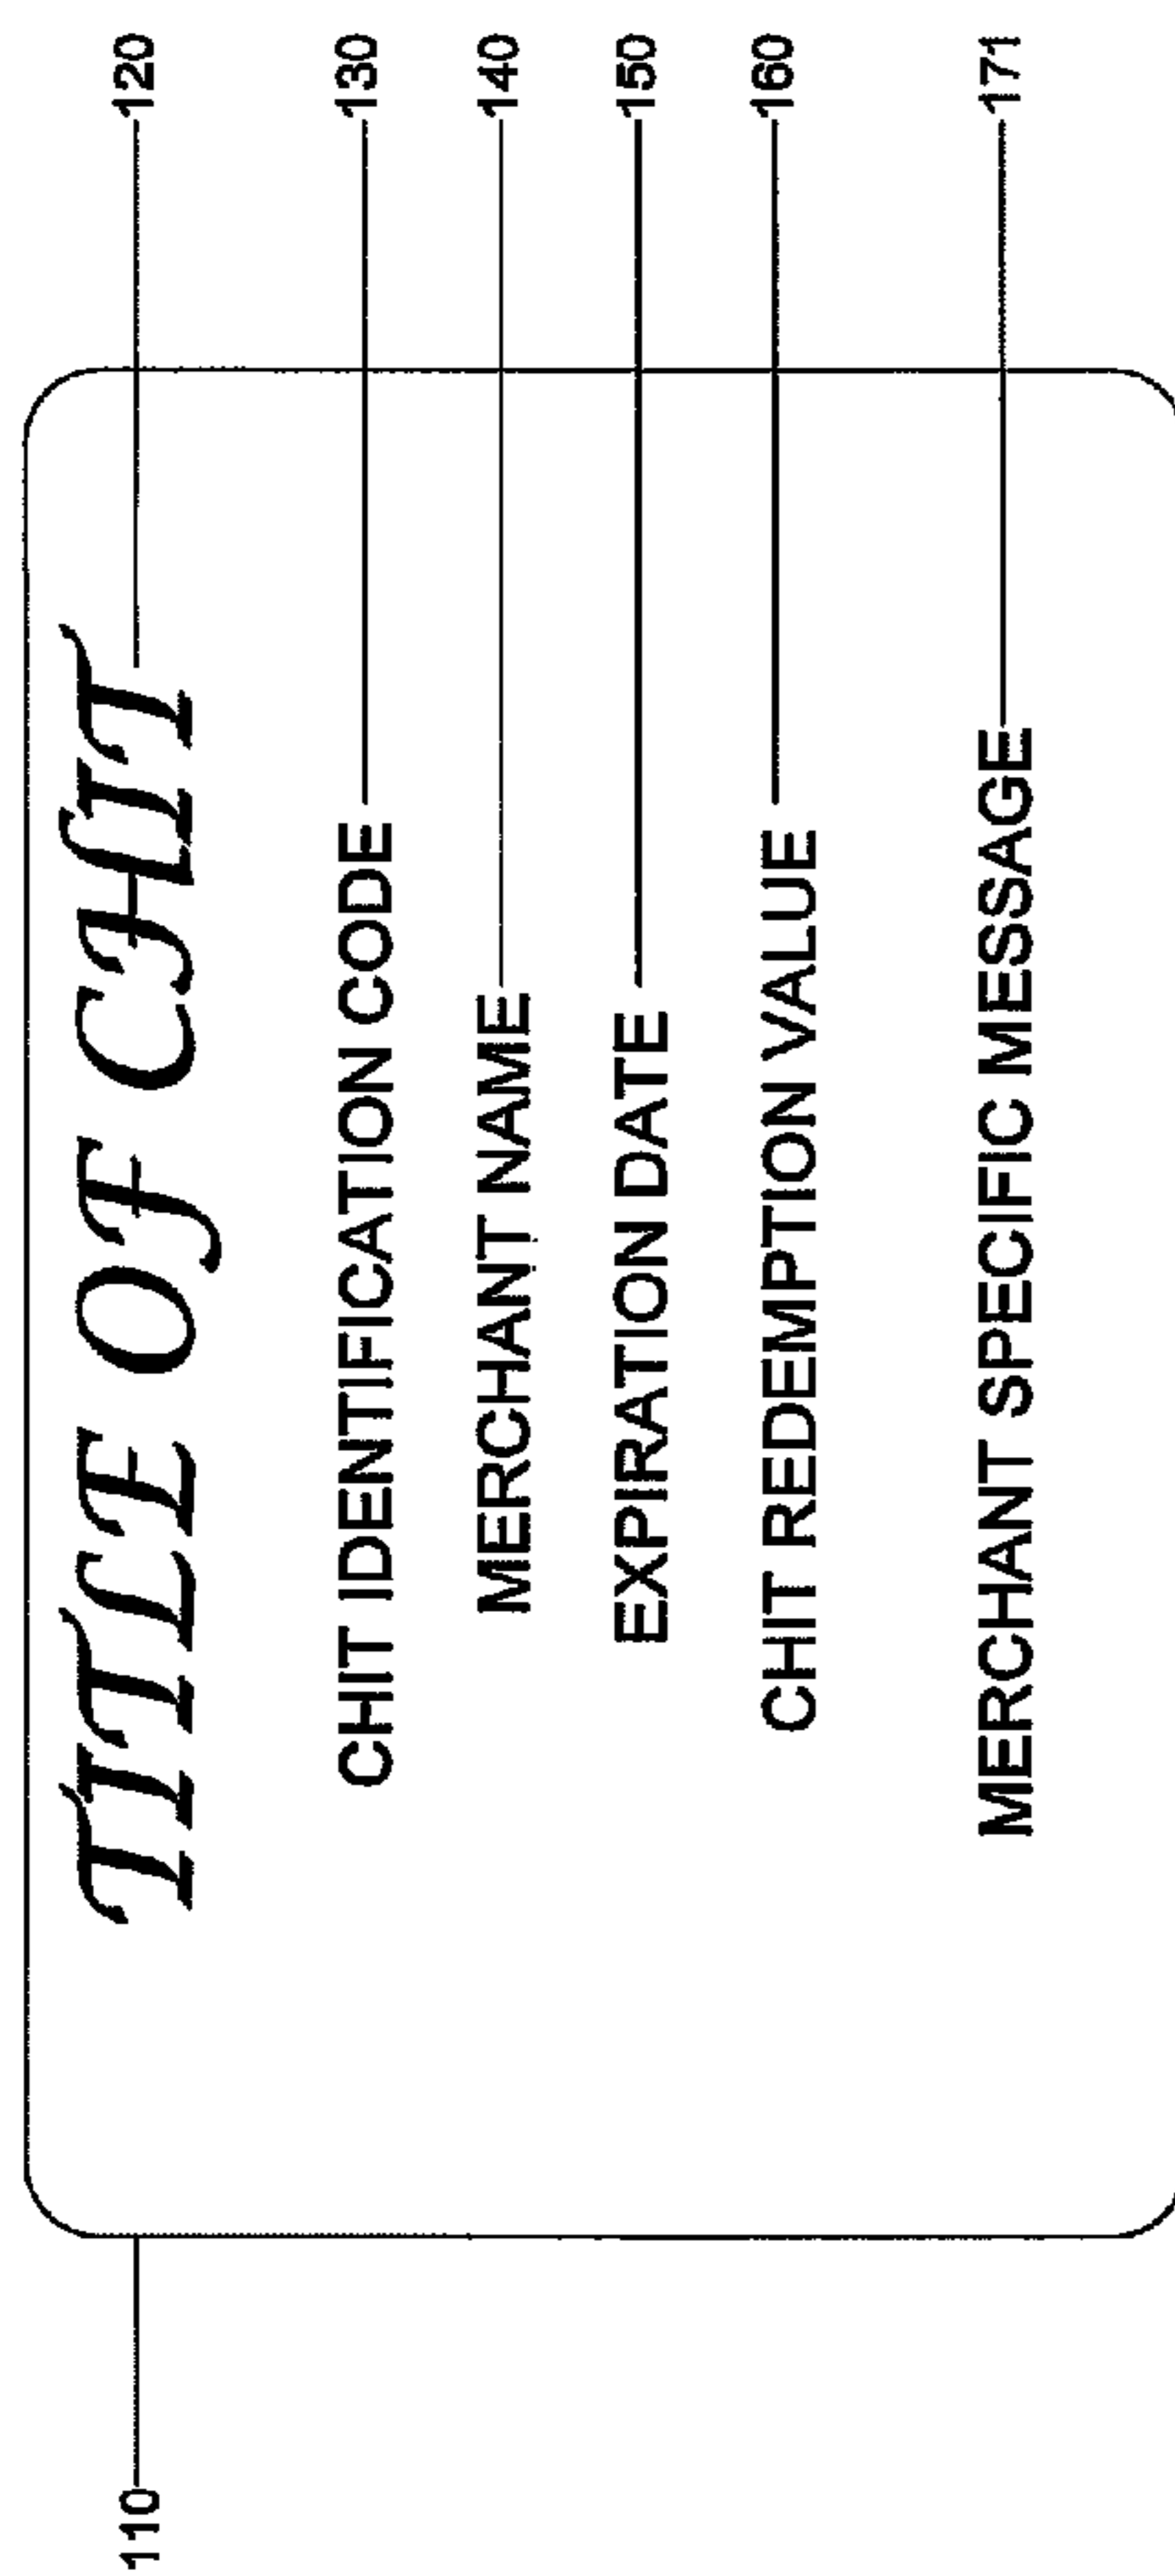 110
TITLE OF CHIT 120
CHIT IDENTIFICATION CODE 130
MERCHANT NAME 140
EXPIRATION DATE 150
CHIT REDEMPTION VALUE 160
MERCHANT SPECIFIC MESSAGE 171